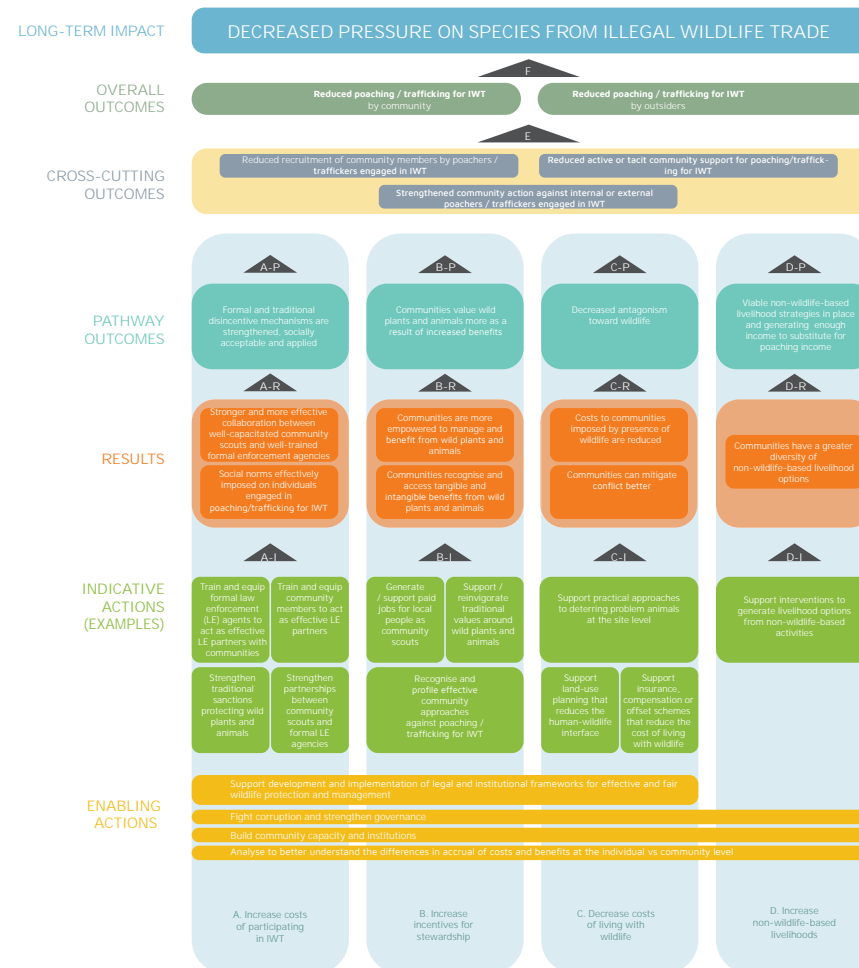 LONG-TERM IMPACT
DECREASED PRESSURE ON SPECIES FROM ILLEGAL WILDLIFE TRADE
F
OVERALL
OUTCOMES
Reduced poaching / trafficking for IWT
by community
Reduced poaching / trafficking for IWT
by outsiders
E
CROSS-CUTTING
OUTCOMES
Reduced recruitment of community members by poachers /
traffickers engaged in IWT
Reduced active or tacit community support for poaching/traffick-
ing for IWT
Strengthened community action against internal or external
poachers / traffickers engaged in IWT
A-P
B-P
C-P
D-P
PATHWAY
OUTCOMES
Formal and traditional
disincentive mechanisms are
strengthened, socially
acceptable and applied
Communities value wild
plants and animals more as a
result of increased benefits
Decreased antagonism
toward wildlife
Viable non-wildlife-based
livelihood strategies in place
and generating enough
income to substitute for
poaching income
A-R
B-R
C-R
D-R
RESULTS
Stronger and more effective
collaboration between
well-capacitated community
scouts and well-trained
formal enforcement agencies
Social norms effectively
imposed on individuals
engaged in
poaching/trafficking for IWT
Communities are more
empowered to manage and
benefit from wild plants and
animals
Communities recognise and
access tangible and
intangible benefits from wild
plants and animals
Costs to communities
imposed by presence of
wildlife are reduced
Communities can mitigate
conflict better
Communities have a greater
diversity of
non-wildlife-based livelihood
options
A-I
B-I
C-I
D-I
INDICATIVE
ACTIONS
(EXAMPLES)
Train and equip
formal law
enforcement
(LE) agents to
act as effective
LE partners with
communities
Train and equip
community
members to act
as effective LE
partners
Generate
/ support paid
jobs for local
people as
community
scouts
Support /
reinvigorate
traditional
values around
wild plants and
animals
Support practical approaches
to deterring problem animals
at the site level
Support interventions to
generate livelihood options
from non-wildlife-based
activities
Strengthen
traditional
sanctions
protecting wild
plants and
animals
Strengthen
partnerships
between
community
scouts and
formal LE
agencies
Recognise and
profile effective
community
approaches
against poaching /
trafficking for IWT
Support
land-use
planning that
reduces the
human-wildlife
interface
Support
insurance,
compensation or
offset schemes
that reduce the
cost of living
with wildlife
ENABLING
ACTIONS
Support development and implementation of legal and institutional frameworks for effective and fair
wildlife protection and management
Fight corruption and strengthen governance
Build community capacity and institutions
Analyse to better understand the differences in accrual of costs and benefits at the individual vs community level
A. Increase costs
of participating
in IWT
B. Increase
incentives for
stewardship
C. Decrease costs
of living with
wildlife
D. Increase
non-wildlife-based
livelihoods